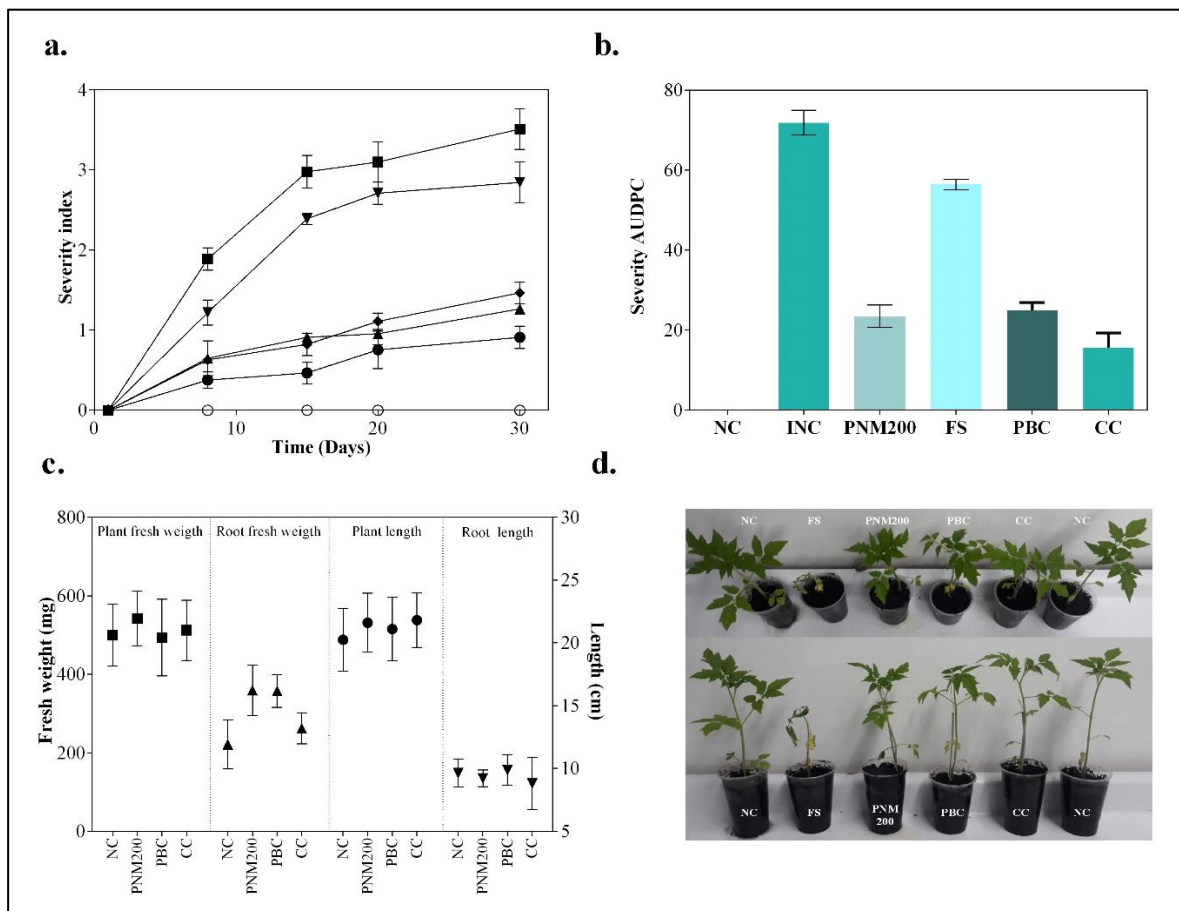 a.
4
3
2
1
0
Severity index
0
10
20
30
Time (Days)
b.
80
60
40
20
0
Severity AUDPC
NC
INC
PNM200
FS
PBC
CC
c.
Plant fresh weigth
Root fresh weigth
Plant length
Root length
800
600
400
200
0
Fresh weight (mg)
30
25
20
15
10
5
Length (cm)
NC
PNM200
PBC
CC
NC
PNM200
PBC
CC
NC
PNM200
PBC
CC
NC
PNM200
PBC
CC
d.
NC
FS
PNM200
PBC
CC
NC
NC
FS
PNM
200
PBC
CC
NC